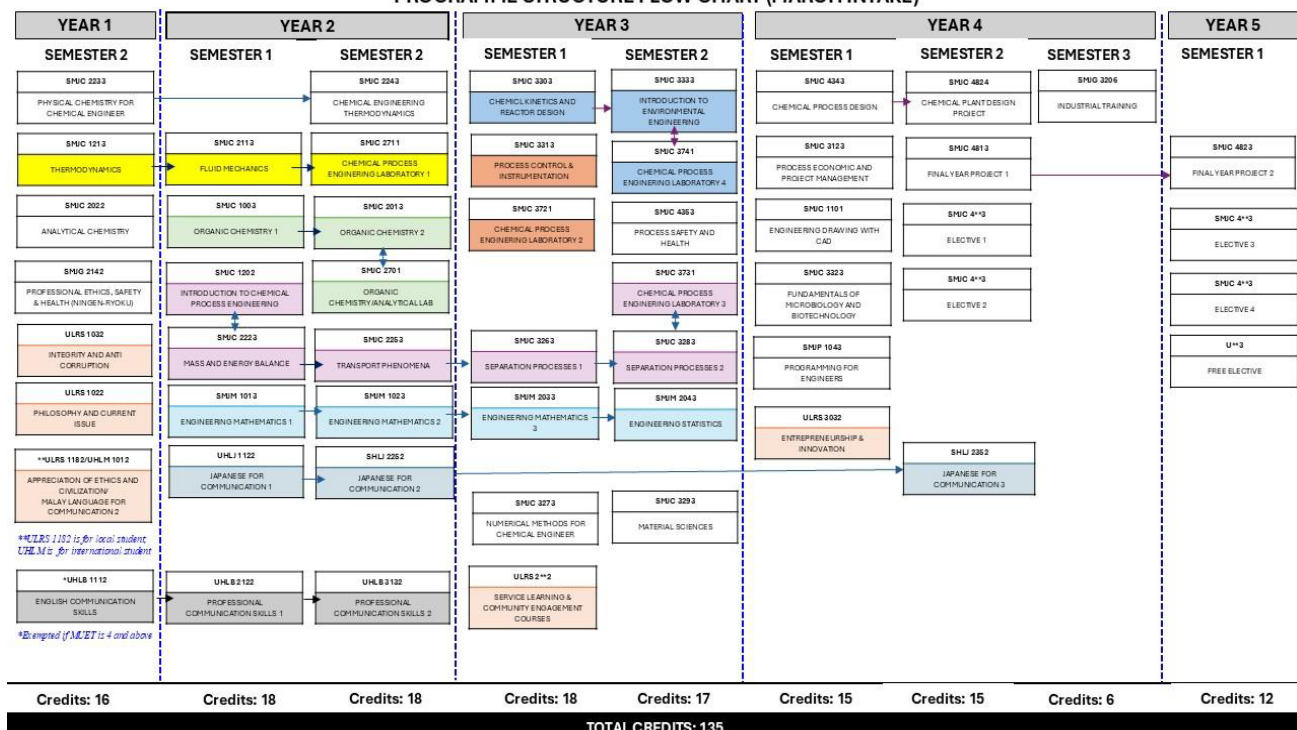 PROGRAMME STRUCTURE FLOW CHART (MARCH INTAKE)
YEAR 1
YEAR 2
YEAR 3
YEAR 4
YEAR 5
SEMESTER 2
SEMESTER 1
SEMESTER 2
SEMESTER 1
SEMESTER 2
SEMESTER 1
SEMESTER 2
SEMESTER 3
SEMESTER 1
SMJC 2233
PHYSICAL CHEMISTRY FOR
CHEMICAL ENGINEER
SMJC 1213
THERMODYNAMICS
SMJC 2022
ANALYTICAL CHEMISTRY
SMJG 2142
PROFESSIONAL ETHICS, SAFETY
& HEALTH (NINGEN-RYOKU)
ULRS 1032
INTEGRITY AND ANTI
CORRUPTION
ULRS 1022
PHILOSOPHY AND CURRENT
ISSUE
**ULRS 1182/UHLM 1012
APPRECIATION OF ETHICS AND
CIVILIZATION/
MALAY LANGUAGE FOR
COMMUNICATION 2
**ULRS 1182 is for local student,
UHLM is for international student
*UHLB 1112
ENGLISH COMMUNICATION
SKILLS
*Exempted if MUET is 4 and above
SMJC 2113
FLUID MECHANICS
SMJC 1003
ORGANIC CHEMISTRY 1
SMJC 1202
INTRODUCTION TO CHEMICAL
PROCESS ENGINEERING
SMJC 2223
MASS AND ENERGY BALANCE
SMJM 1013
ENGINEERING MATHEMATICS 1
UHLJ 1122
JAPANESE FOR
COMMUNICATION 1
UHLB 2122
PROFESSIONAL
COMMUNICATION SKILLS 1
SMJC 2243
CHEMICAL ENGINEERING
THERMODYNAMICS
SMJC 2711
CHEMICAL PROCESS
ENGINERING LABORATORY 1
SMJC 2013
ORGANIC CHEMISTRY 2
SMJC 2701
ORGANIC
CHEMISTRY/ANALYTICAL LAB
SMJC 2253
TRANSPORT PHENOMENA
SMJM 1023
ENGINEERING MATHEMATICS 2
SHLJ 2252
JAPANESE FOR
COMMUNICATION 2
UHLB 3132
PROFESSIONAL
COMMUNICATION SKILLS 2
SMJC 3303
CHEMICL KINETICS AND
REACTOR DESIGN
SMJC 3313
PROCESS CONTROL &
INSTRUMENTATION
SMJC 3721
CHEMICAL PROCESS
ENGINERING LABORATORY 2
SMJC 3263
SEPARATION PROCESSES 1
SMJM 2033
ENGINEERING MATHEMATICS
3
SMJC 3273
NUMERICAL METHODS FOR
CHEMICAL ENGINEER
ULRS 2**2
SERVICE LEARNING &
COMMUNITY ENGAGEMENT
COURSES
SMJC 3333
INTRODUCTION TO
ENVIRONMENTAL
ENGINEERING
SMJC 3741
CHEMICAL PROCESS
ENGINERING LABORATORY 4
SMJC 4353
PROCESS SAFETY AND
HEALTH
SMJC 3731
CHEMICAL PROCESS
ENGINERING LABORATORY 3
SMJC 3283
SEPARATION PROCESSES 2
SMJM 2043
ENGINEERING STATISTICS
SMJC 3293
MATERIAL SCIENCES
SMJC 4343
CHEMICAL PROCESS DESIGN
SMJC 3123
PROCESS ECONOMIC AND
PROJECT MANAGEMENT
SMJC 1101
ENGINEERING DRAWING WITH
CAD
SMJC 3323
FUNDAMENTALS OF
MICROBIOLOGY AND
BIOTECHNOLOGY
SMJP 1043
PROGRAMMING FOR
ENGINEERS
ULRS 3032
ENTREPRENEURSHIP &
INNOVATION
SMJC 4824
CHEMICAL PLANT DESIGN
PROJECT
SMJC 4813
FINAL YEAR PROJECT 1
SMJC 4**3
ELECTIVE 1
SMJC 4**3
ELECTIVE 2
SHLJ 2352
JAPANESE FOR
COMMUNICATION 3
SMJG 3206
INDUSTRIAL TRAINING
SMJC 4823
FINAL YEAR PROJECT 2
SMJC 4**3
ELECTIVE 3
SMJC 4**3
ELECTIVE 4
U**3
FREE ELECTIVE
Credits: 16
Credits: 18
Credits: 18
Credits: 18
Credits: 17
Credits: 15
Credits: 15
Credits: 6
Credits: 12
TOTAL CREDITS: 135